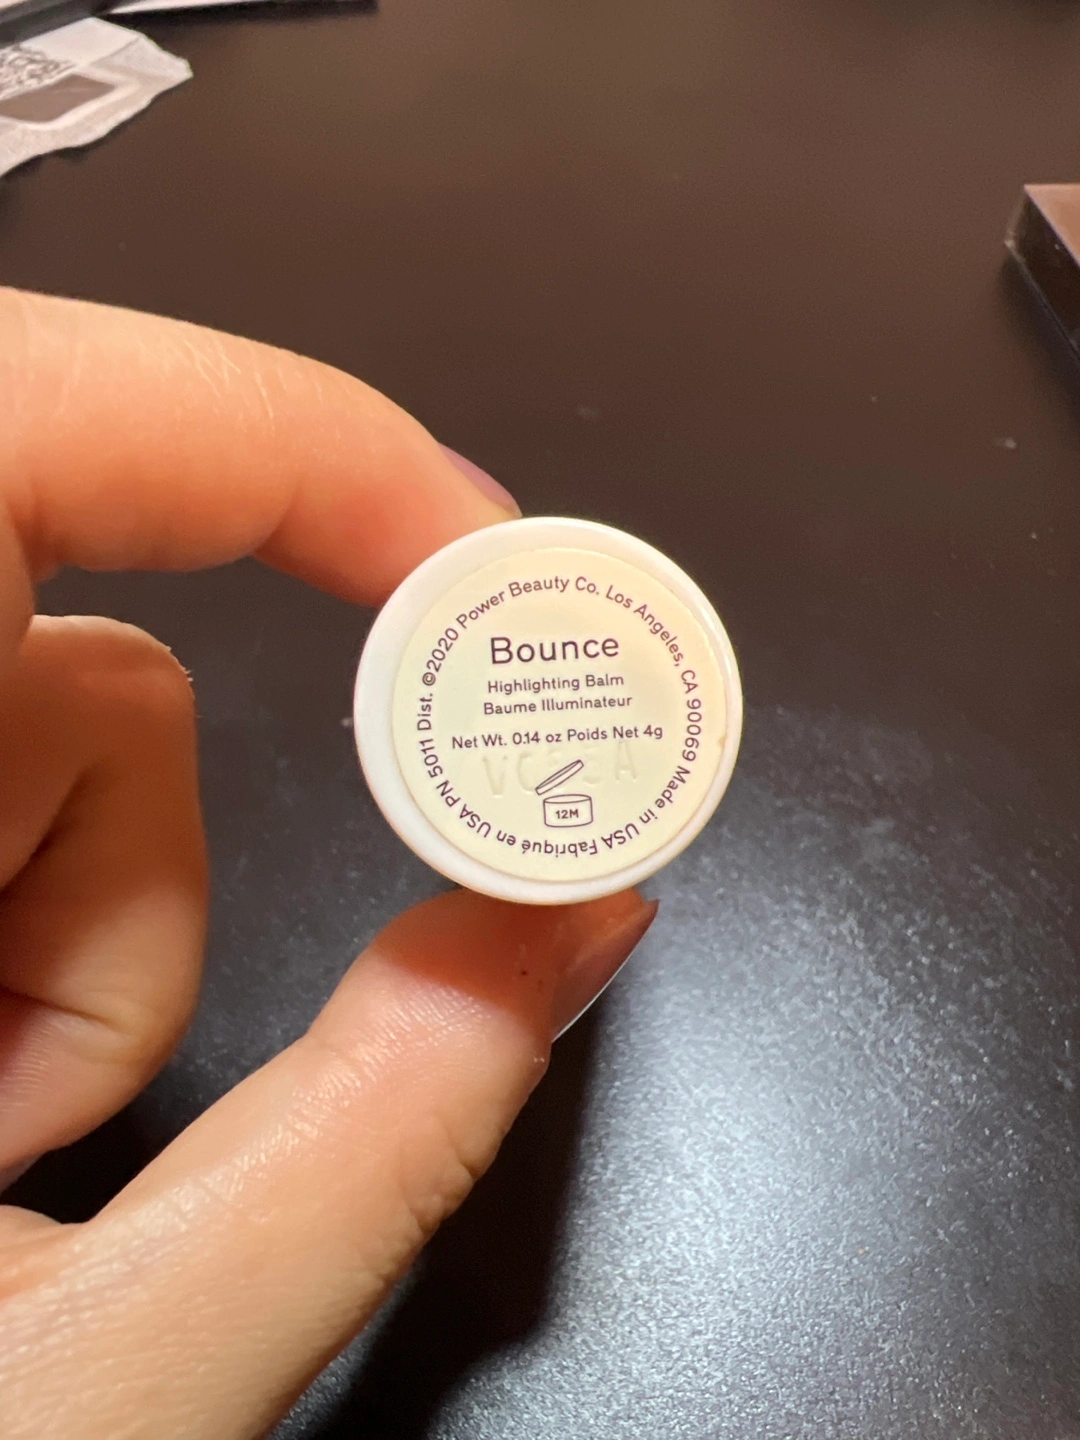 Dist. ©2020 Power Beauty Co. Los Angeles, CA 90069 Made in USA Fabriqué en USA PN 5011
Bounce
Highlighting Balm
Baume Illuminateur
Net Wt. 0.14 oz Poids Net 4g
12M